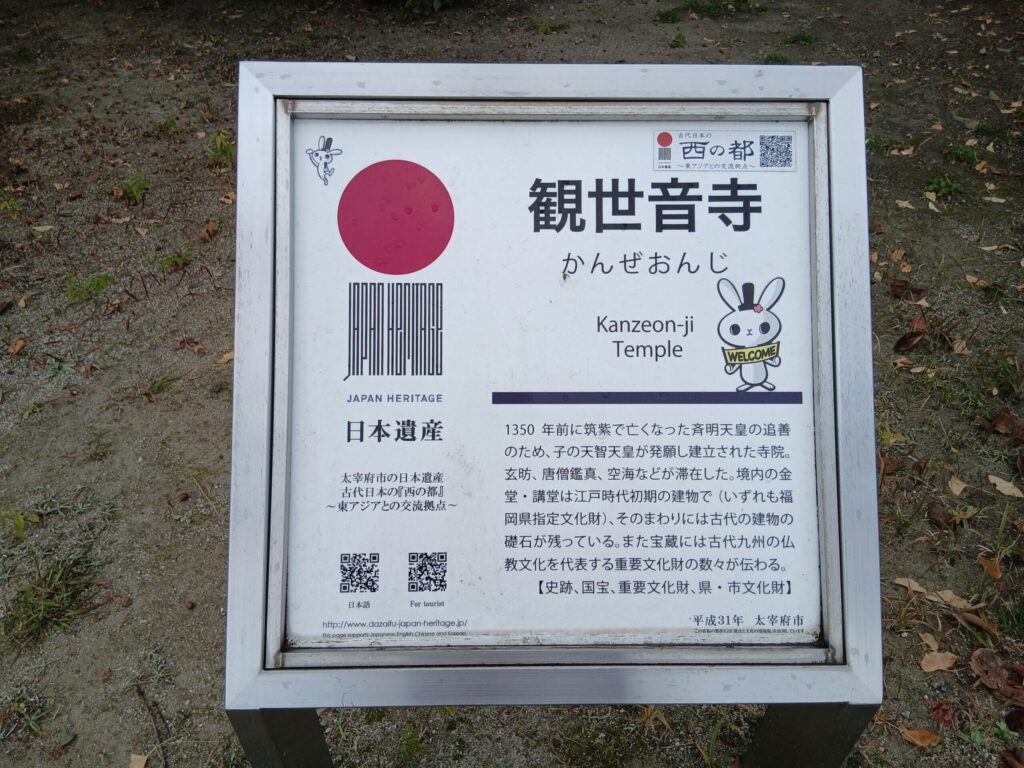 古代日本の
西の都
～東アジアとの交流拠点～
日本遺産
観世音寺
かんぜおんじ
Kanzeon-ji
Temple
WELCOME
JAPAN HERITAGE
JAPAN HERITAGE
日本遺産
太宰府市の日本遺産
古代日本の『西の都』
～東アジアとの交流拠点～
日本語
For tourist
http://www.dazaifu-japan-heritage.jp/
This page supports Japanese, English, Chinese and Korean.
1350 年前に筑紫で亡くなった斉明天皇の追善
のため、子の天智天皇が発願し建立された寺院。
玄昉、唐僧鑑真、空海などが滞在した。境内の金
堂・講堂は江戸時代初期の建物で（いずれも福
岡県指定文化財）、そのまわりには古代の建物の
礎石が残っている。また宝蔵には古代九州の仏
教文化を代表する重要文化財の数々が伝わる。
【史跡、国宝、重要文化財、県・市文化財】
平成31年 太宰府市